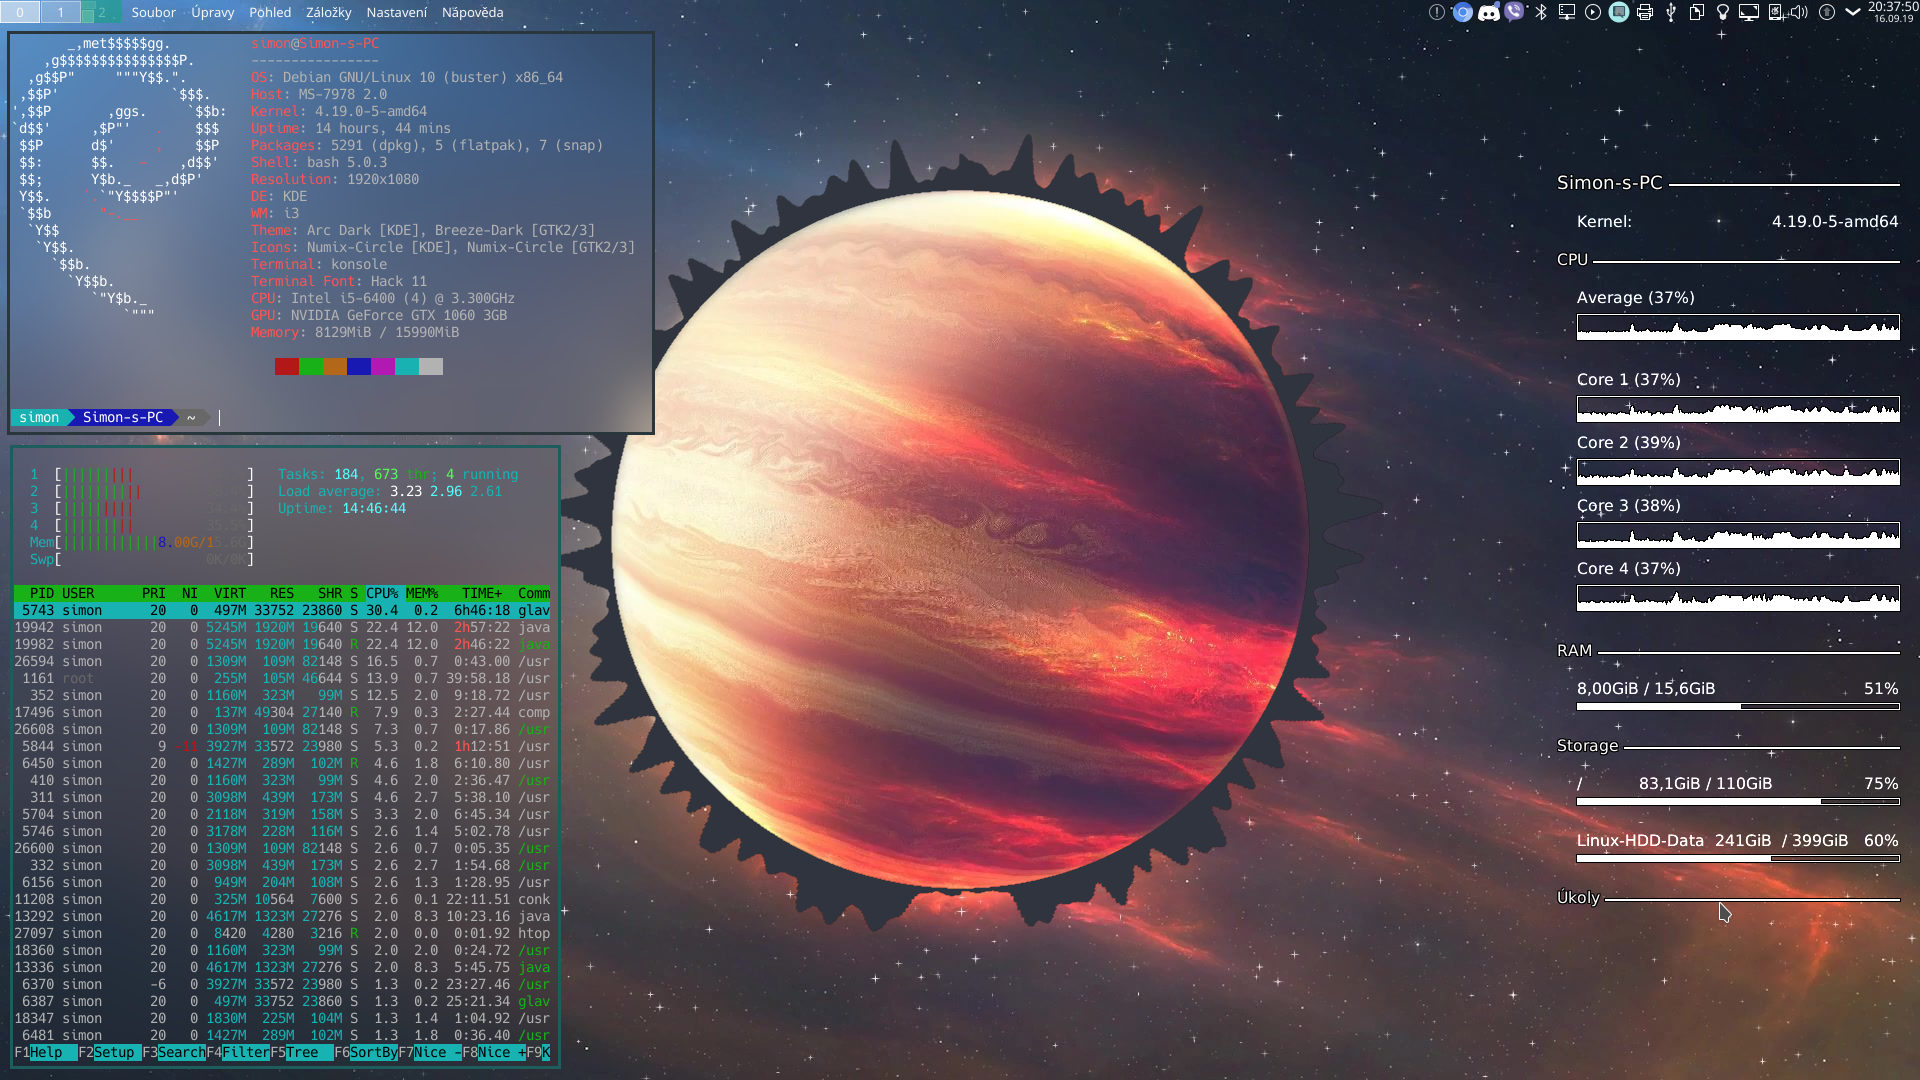 0 1 2 Soubor Úpravy Pohled Záložky Nastavení Nápověda
20:37:50
16.09.19
_,met$$$$$gg.
,g$$$$$$$$$$$$$$$P.
,g$$P" """Y$$.".
,$$P' `$$$.
',$$P ,ggs. `$$b:
`d$$' ,$P"' . $$$
$$P d$' , $$P
$$: $$. - ,d$$'
$$; Y$b._ _,d$P'
Y$$. `.`"Y$$$$P"'
`$$b "-.__
`Y$$
`Y$$.
`$$b.
`Y$$b.
`"Y$b._
`"""
simon@Simon-s-PC
----------------
OS: Debian GNU/Linux 10 (buster) x86_64
Host: MS-7978 2.0
Kernel: 4.19.0-5-amd64
Uptime: 14 hours, 44 mins
Packages: 5291 (dpkg), 5 (flatpak), 7 (snap)
Shell: bash 5.0.3
Resolution: 1920x1080
DE: KDE
WM: i3
Theme: Arc Dark [KDE], Breeze-Dark [GTK2/3]
Icons: Numix-Circle [KDE], Numix-Circle [GTK2/3]
Terminal: konsole
Terminal Font: Hack 11
CPU: Intel i5-6400 (4) @ 3.300GHz
GPU: NVIDIA GeForce GTX 1060 3GB
Memory: 8129MiB / 15990MiB
simon Simon-s-PC ~
1 [||||||||| ]
2 [|||||||||| ]
3 [||||||||| ]
4 [||||||||| ]
Mem[||||||||||||8.00G/15.6G]
Swp[ 0K/0K]
Tasks: 184, 673 thr; 4 running
Load average: 3.23 2.96 2.61
Uptime: 14:46:44
PID USER PRI NI VIRT RES SHR S CPU% MEM% TIME+ Comm
5743 simon 20 0 497M 33752 23860 S 30.4 0.2 6h46:18 glav
19942 simon 20 0 5245M 1920M 19640 S 22.4 12.0 2h57:22 java
19982 simon 20 0 5245M 1920M 19640 R 22.4 12.0 2h46:22 java
26594 simon 20 0 1309M 109M 82148 S 16.5 0.7 0:43.00 /usr
1161 root 20 0 255M 105M 46644 S 13.9 0.7 39:58.18 /usr
352 simon 20 0 1160M 323M 99M S 12.5 2.0 9:18.72 /usr
17496 simon 20 0 137M 49304 27140 R 7.9 0.3 2:27.44 comp
26608 simon 20 0 1309M 109M 82148 S 7.3 0.7 0:17.86 /usr
5844 simon 9 -11 3927M 33572 23980 S 5.3 0.2 1h12:51 /usr
6450 simon 20 0 1427M 289M 102M R 4.6 1.8 6:10.80 /usr
410 simon 20 0 1160M 323M 99M S 4.6 2.0 2:36.47 /usr
311 simon 20 0 3098M 439M 173M S 4.6 2.7 5:38.10 /usr
5704 simon 20 0 2118M 319M 158M S 3.3 2.0 6:45.34 /usr
5746 simon 20 0 3178M 228M 116M S 2.6 1.4 5:02.78 /usr
26600 simon 20 0 1309M 109M 82148 S 2.6 0.7 0:05.35 /usr
332 simon 20 0 3098M 439M 173M S 2.6 2.7 1:54.68 /usr
6156 simon 20 0 949M 204M 108M S 2.6 1.3 1:28.95 /usr
11208 simon 20 0 325M 10564 7600 S 2.6 0.1 22:11.51 conk
13292 simon 20 0 4617M 1323M 27276 S 2.0 8.3 10:23.16 java
27097 simon 20 0 8420 4280 3216 R 2.0 0.0 0:01.92 htop
18360 simon 20 0 1160M 323M 99M S 2.0 2.0 0:24.72 /usr
13336 simon 20 0 4617M 1323M 27276 S 2.0 8.3 5:45.75 java
6370 simon -6 0 3927M 33572 23980 S 1.3 0.2 23:27.46 /usr
6387 simon 20 0 497M 33752 23860 S 1.3 0.2 25:21.34 glav
18347 simon 20 0 1830M 225M 104M S 1.3 1.4 1:04.92 /usr
6481 simon 20 0 1427M 289M 102M S 1.3 1.8 0:36.40 /usr
F1Help F2Setup F3SearchF4FilterF5Tree F6SortByF7Nice -F8Nice +F9K
Simon-s-PC
Kernel: 4.19.0-5-amd64
CPU
Average (37%)
Core 1 (37%)
Core 2 (39%)
Core 3 (38%)
Core 4 (37%)
RAM
8,00GiB / 15,6GiB 51%
Storage
/ 83,1GiB / 110GiB 75%
Linux-HDD-Data 241GiB / 399GiB 60%
Úkoly